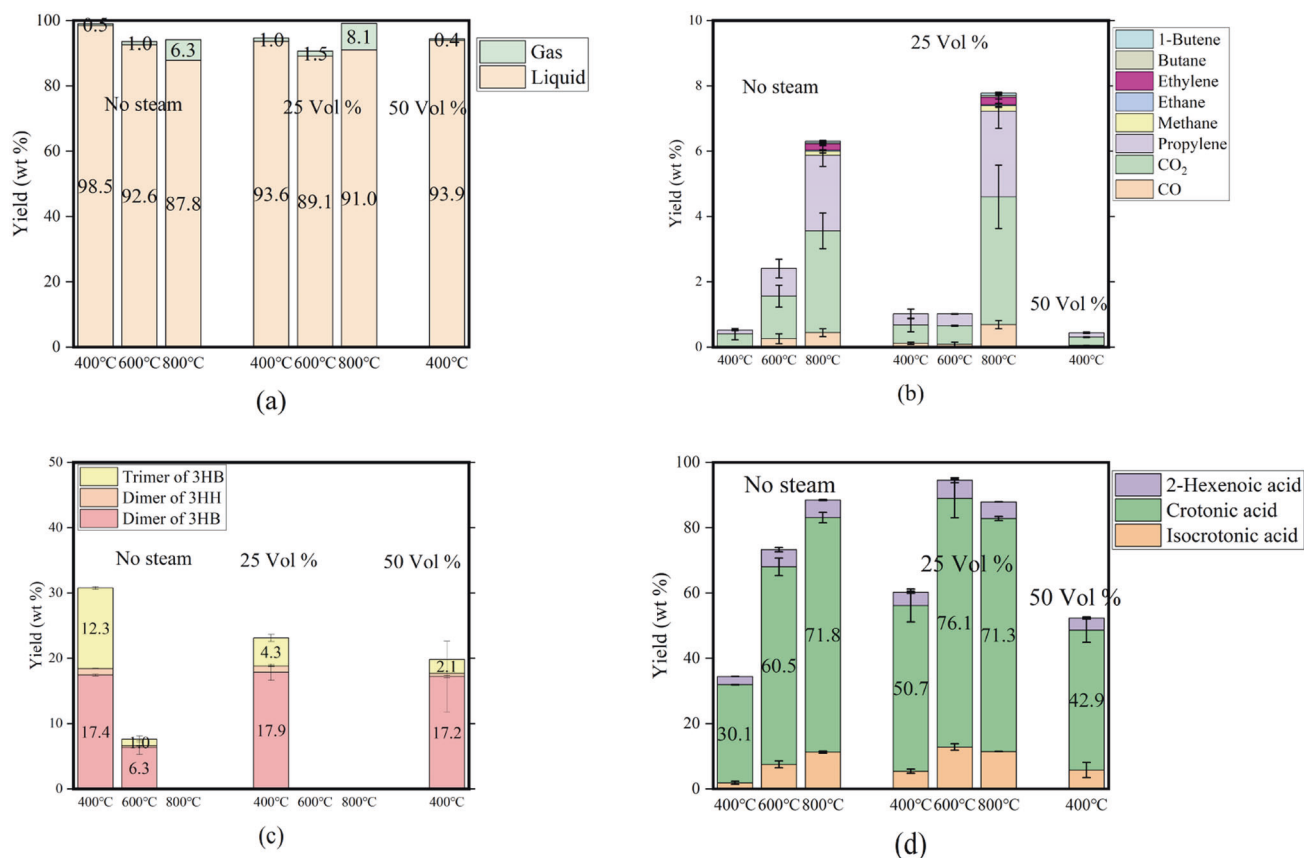 100
80
60
40
20
0
Yield (wt %)
0.5
1.0
6.3
1.0
1.5
8.1
0.4
Gas
Liquid
No steam
25 Vol %
50 Vol %
98.5
92.6
87.8
93.6
89.1
91.0
93.9
400℃ 600℃ 800℃ 400℃ 600℃ 800℃ 400℃
(a)
10
8
6
4
2
0
Yield (wt %)
No steam
25 Vol %
50 Vol %
1-Butene
Butane
Ethylene
Ethane
Methane
Propylene
CO₂
CO
400℃ 600℃ 800℃ 400℃ 600℃ 800℃ 400℃
(b)
50
40
30
20
10
0
Yield (wt %)
Trimer of 3HB
Dimer of 3HH
Dimer of 3HB
No steam
25 Vol %
50 Vol %
12.3
17.4
1.0
6.3
4.3
17.9
2.1
17.2
400℃ 600℃ 800℃ 400℃ 600℃ 800℃ 400℃
(c)
100
80
60
40
20
0
Yield (wt %)
No steam
25 Vol %
50 Vol %
2-Hexenoic acid
Crotonic acid
Isocrotonic acid
30.1
60.5
71.8
50.7
76.1
71.3
42.9
400℃ 600℃ 800℃ 400℃ 600℃ 800℃ 400℃
(d)